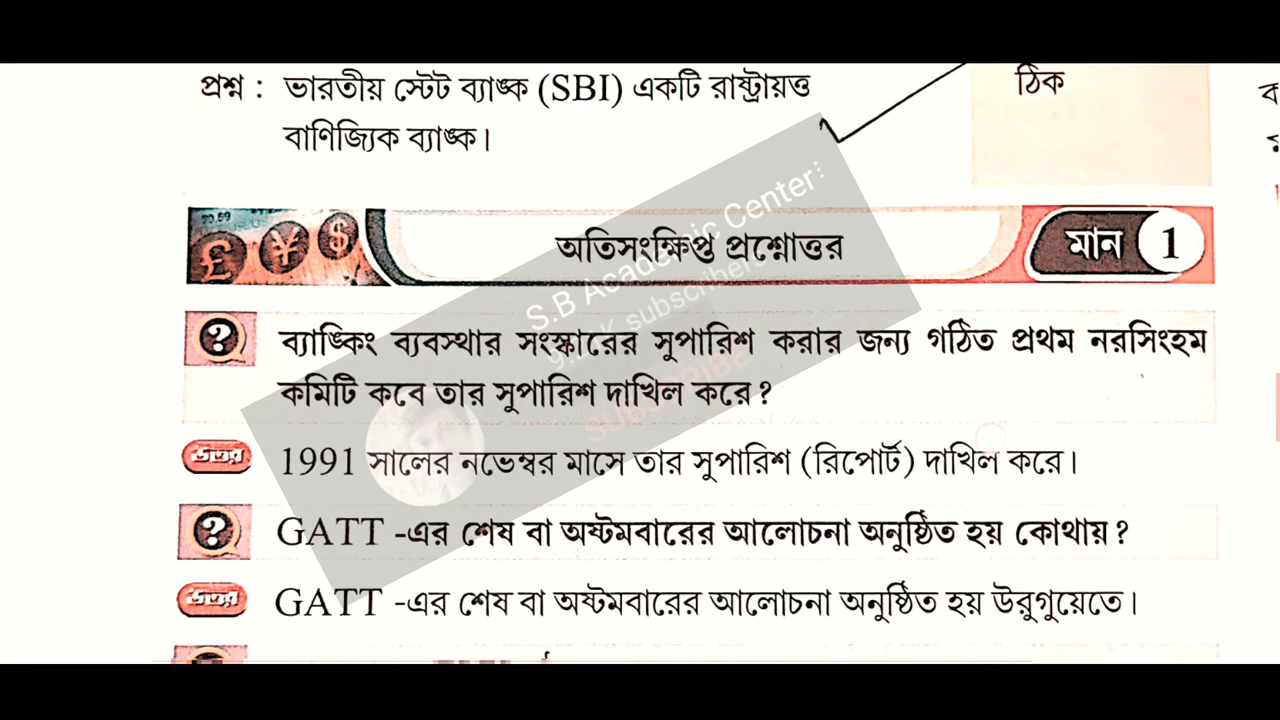 প্রশ্ন : ভারতীয় স্টেট ব্যাঙ্ক (SBI) একটি রাষ্ট্রায়ত্ত
ঠিক
বাণিজ্যিক ব্যাঙ্ক।
অতিসংক্ষিপ্ত প্রশ্নোত্তর
মান 1
ব্যাঙ্কিং ব্যবস্থার সংস্কারের সুপারিশ করার জন্য গঠিত প্রথম নরসিংহম
কমিটি কবে তার সুপারিশ দাখিল করে?
উত্তর 1991 সালের নভেম্বর মাসে তার সুপারিশ (রিপোর্ট) দাখিল করে।
GATT -এর শেষ বা অষ্টমবারের আলোচনা অনুষ্ঠিত হয় কোথায়?
উত্তর GATT -এর শেষ বা অষ্টমবারের আলোচনা অনুষ্ঠিত হয় উরুগুয়েতে।
S.B Academic Center
subscribers
SUBSCRIBE